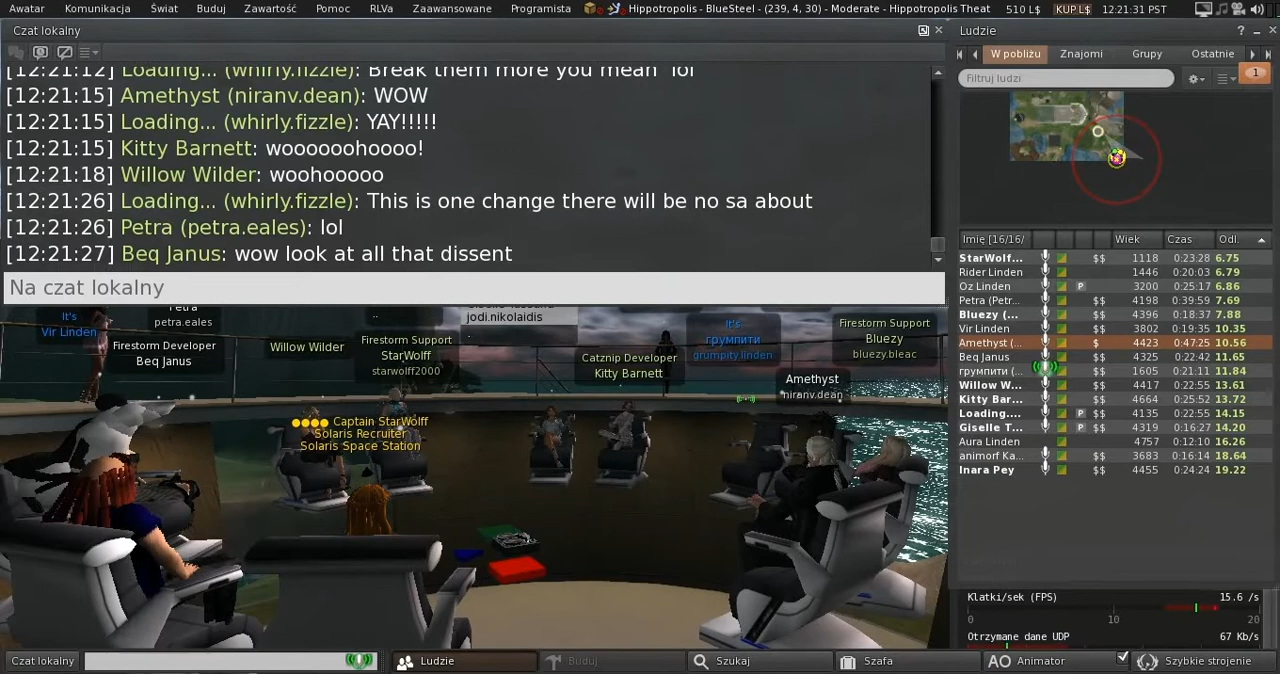 Awatar Komunikacja Świat Buduj Zawartość Pomoc RLVa Zaawansowane Programista Hippotropolis - BlueSteel - (239, 4, 30) - Moderate - Hippotropolis Theat 510 L$ KUP L$ 12:21:31 PST
Czat lokalny
[12:21:12] Loading... (whirly.fizzle): Break them more you mean lol
[12:21:15] Amethyst (niranv.dean): WOW
[12:21:15] Loading... (whirly.fizzle): YAY!!!!!
[12:21:15] Kitty Barnett: woooooohoooo!
[12:21:18] Willow Wilder: woohooooo
[12:21:26] Loading... (whirly.fizzle): This is one change there will be no sa about
[12:21:26] Petra (petra.eales): lol
[12:21:27] Beq Janus: wow look at all that dissent
Na czat lokalny
It's
Vir Linden
Petra
petra.eales
Firestorm Developer
Beq Janus
Willow Wilder
Firestorm Support
StarWolff
starwolff2000
jodi.nikolaidis
Catznip Developer
Kitty Barnett
It's
грумпити
grumpity.linden
Firestorm Support
Bluezy
bluezy.bleac
Amethyst
niranv.dean
Captain StarWolff
Solaris Recruiter
Solaris Space Station
Ludzie
W pobliżu Znajomi Grupy Ostatnie
Filtruj ludzi
1
Imię [16/16/ Wiek Czas Odl.
StarWolf... $$ 1118 0:23:28 6.75
Rider Linden 1446 0:20:03 6.79
Oz Linden P 3200 0:25:17 6.86
Petra (Petr... $$ 4198 0:39:59 7.69
Bluezy (... $$ 4396 0:18:37 7.88
Vir Linden 3802 0:19:35 10.35
Amethyst (... $ 4423 0:47:25 10.56
Beq Janus $$ 4325 0:22:42 11.65
грумпити (... 1605 0:21:11 11.84
Willow W... $$ 4417 0:22:55 13.61
Kitty Bar... $$ 4664 0:25:52 13.72
Loading.... P $$ 4135 0:22:55 14.15
Giselle T... P $$ 4319 0:16:27 14.20
Aura Linden 4757 0:12:10 16.26
animorf Ka... $$ 3683 0:16:14 18.64
Inara Pey $$ 4455 0:24:24 19.22
Klatki/sek (FPS) 15.6 /s
0 10 20
Otrzymane dane UDP 67 Kb/s
Czat lokalny Ludzie Buduj Szukaj Szafa AO Animator Szybkie strojenie